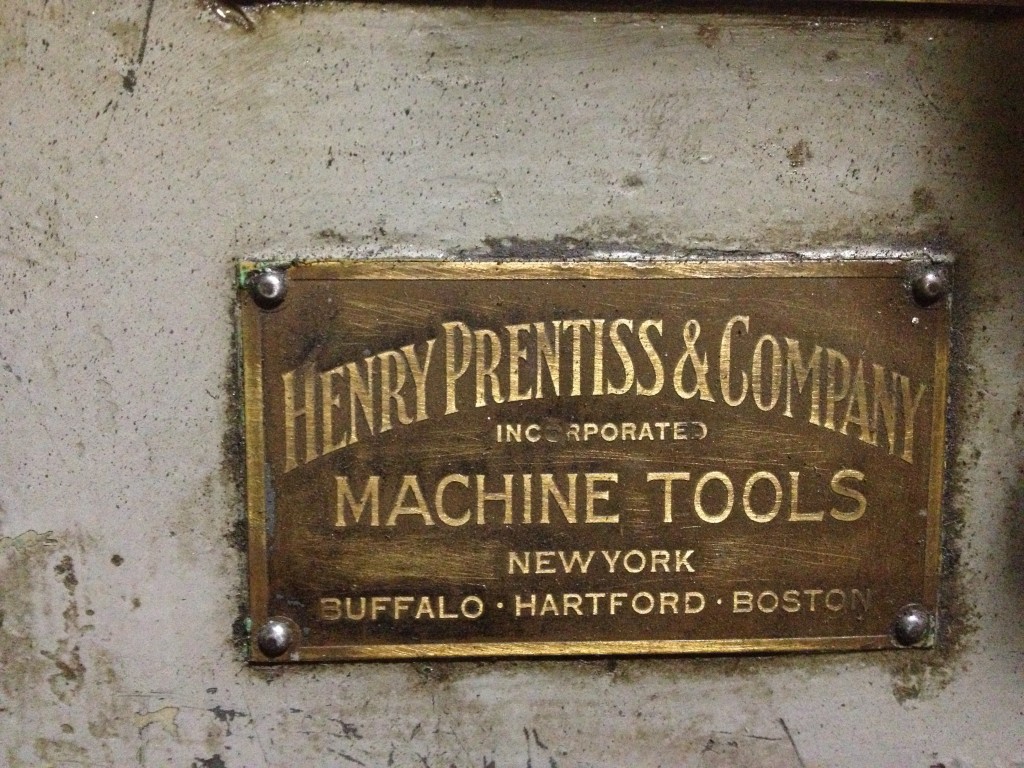 HENRY PRENTISS & COMPANY
INCORPORATED
MACHINE TOOLS
NEW YORK
BUFFALO · HARTFORD · BOSTON